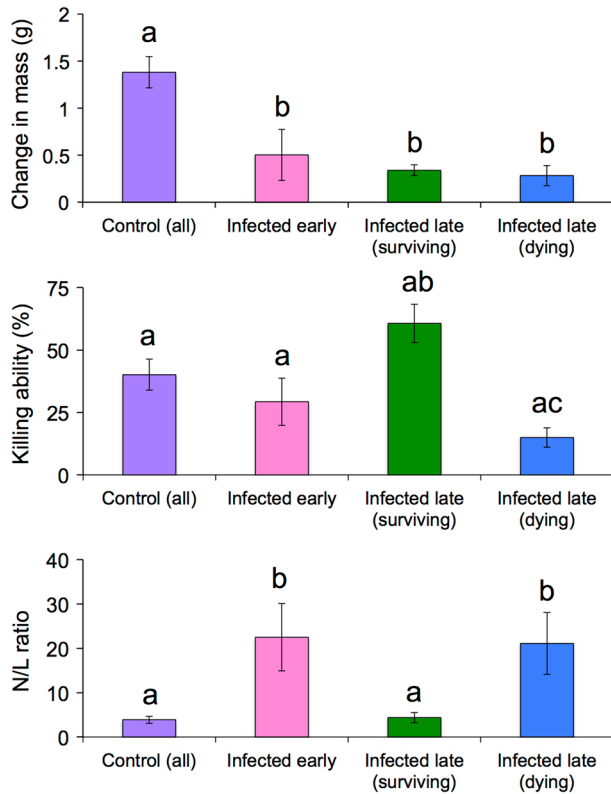 Change in mass (g)
2
1.5
1
0.5
0
a
b
b
b
Control (all)
Infected early
Infected late
(surviving)
Infected late
(dying)
Killing ability (%)
75
50
25
0
a
a
ab
ac
Control (all)
Infected early
Infected late
(surviving)
Infected late
(dying)
N/L ratio
40
30
20
10
0
a
b
a
b
Control (all)
Infected early
Infected late
(surviving)
Infected late
(dying)